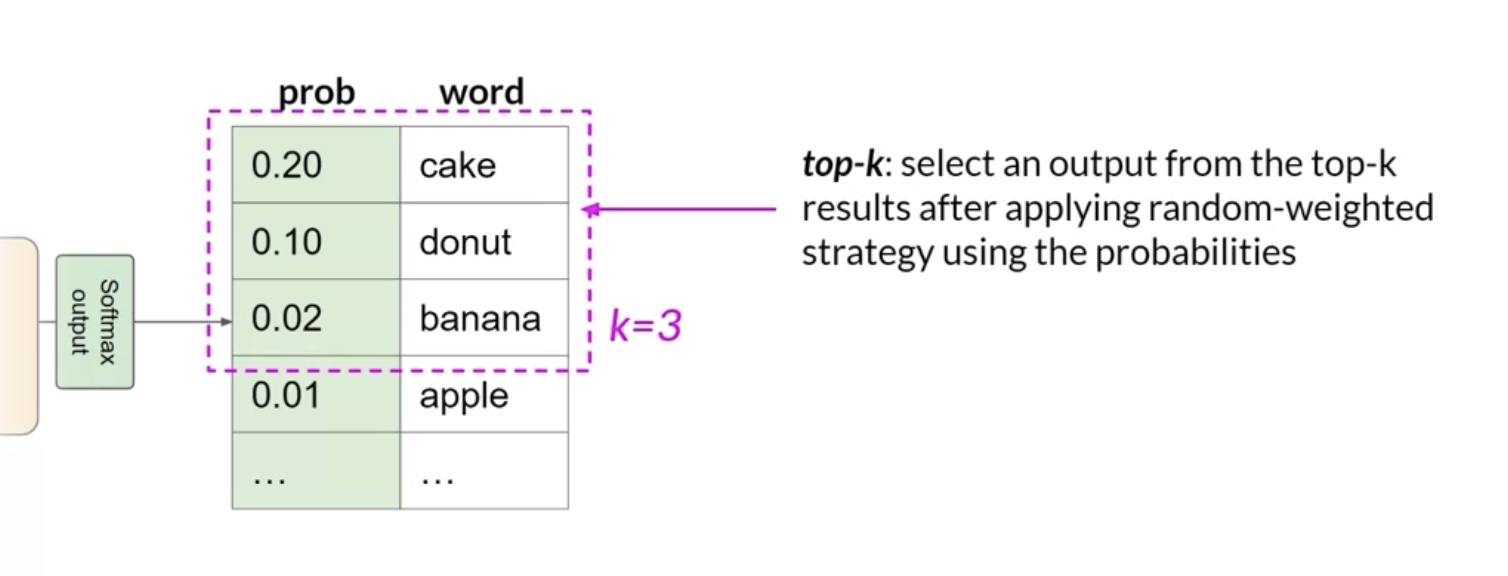 prob word
0.20 cake
0.10 donut
0.02 banana
0.01 apple
... ...
Softmax
output
k=3
top-k: select an output from the top-k
results after applying random-weighted
strategy using the probabilities